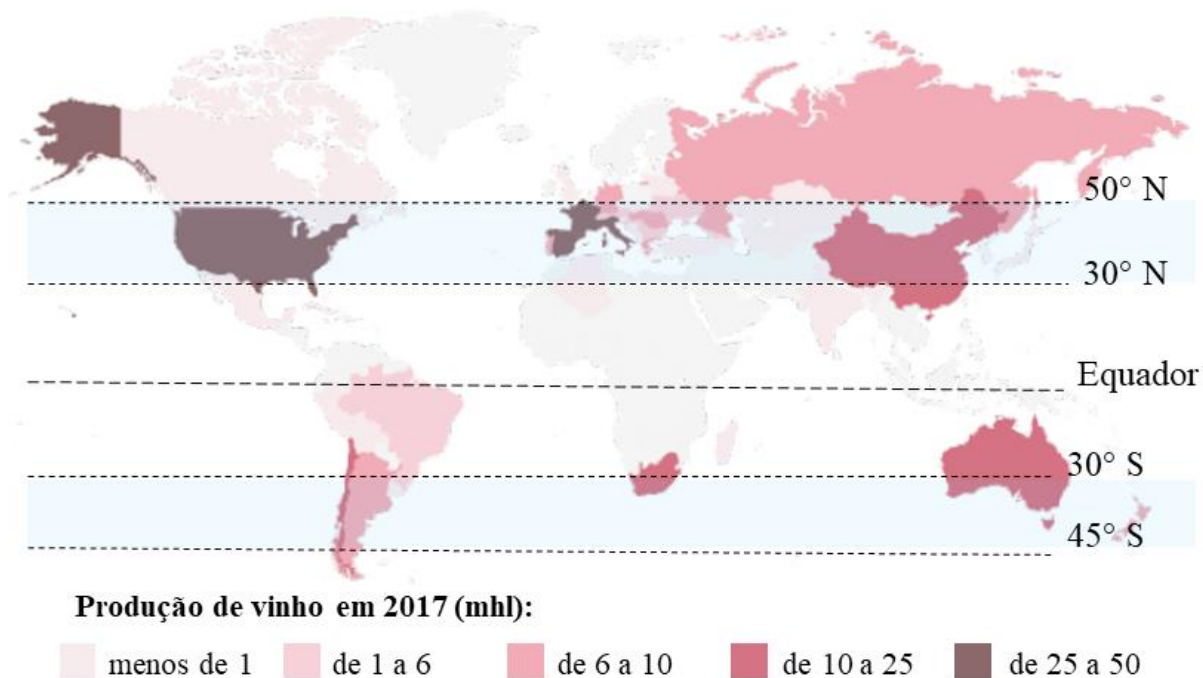 50° N
30° N
Equador
30° S
45° S
Produção de vinho em 2017 (mhl):
menos de 1 de 1 a 6 de 6 a 10 de 10 a 25 de 25 a 50